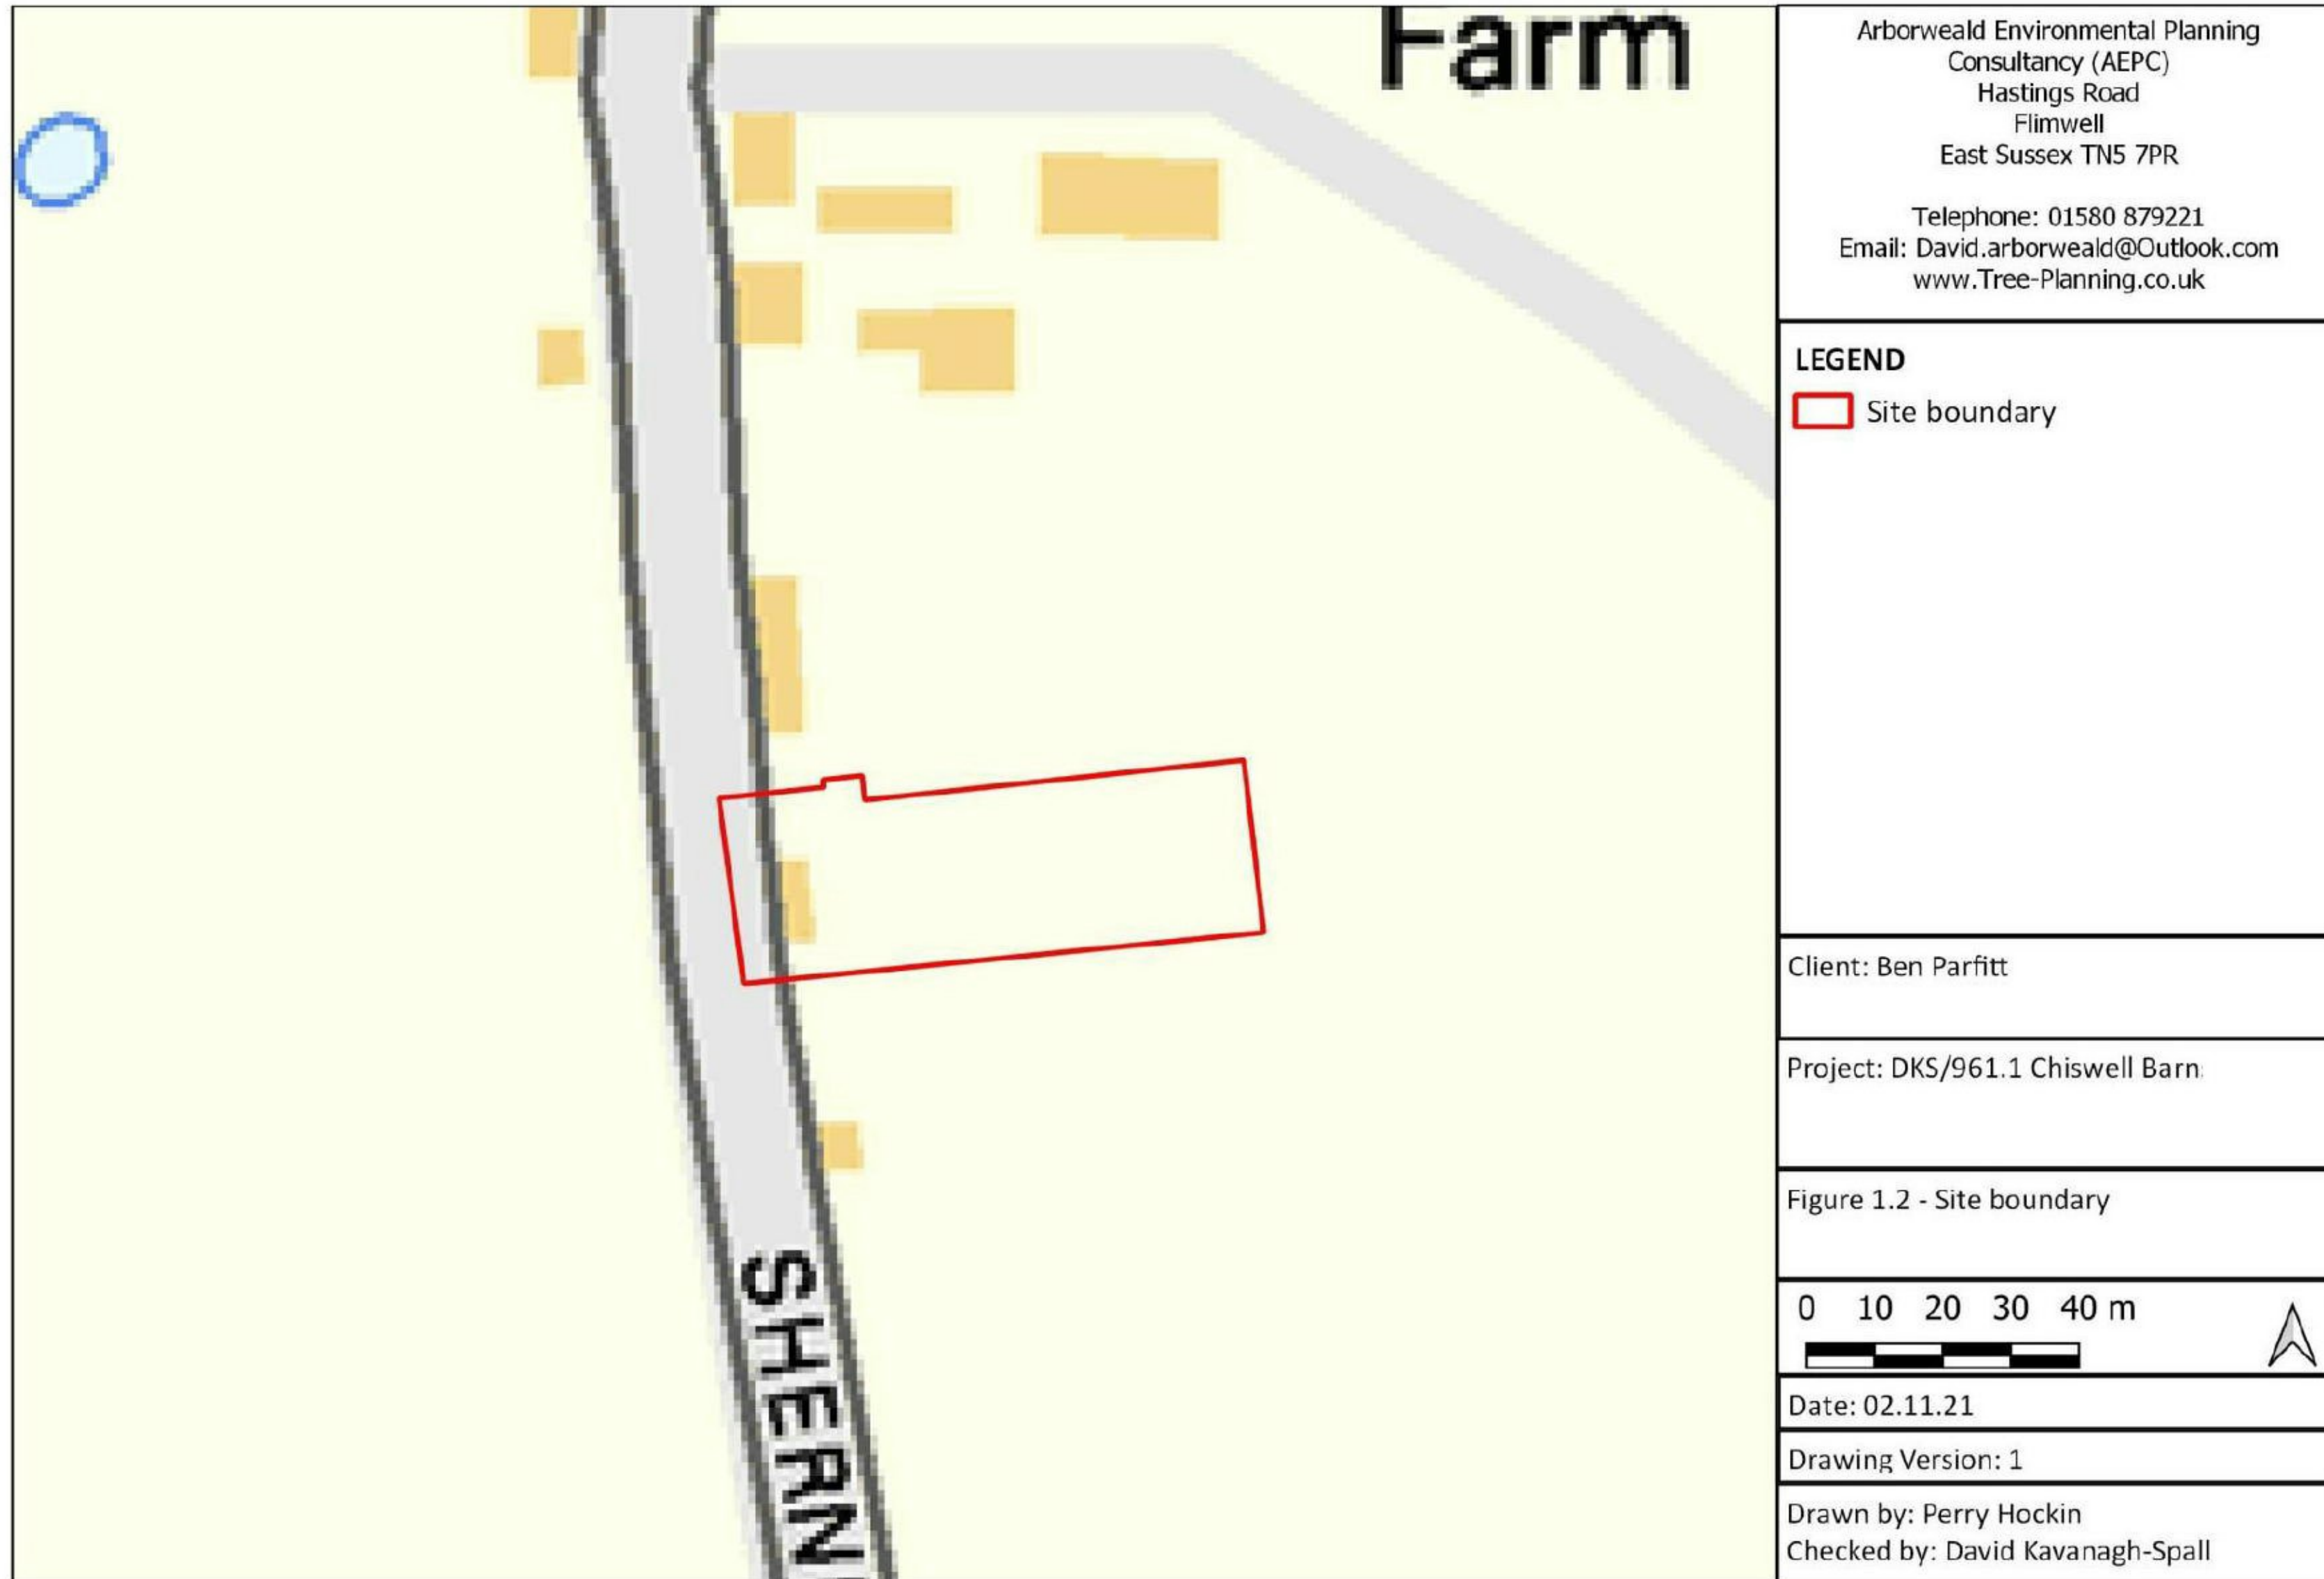 Farm
SHERN
Arborweald Environmental Planning
Consultancy (AEPC)
Hastings Road
Flimwell
East Sussex TN5 7PR
Telephone: 01580 879221
Email: David.arborweald@Outlook.com
www.Tree-Planning.co.uk
LEGEND
Site boundary
Client: Ben Parfitt
Project: DKS/961.1 Chiswell Barn
Figure 1.2 - Site boundary
0 10 20 30 40 m
Date: 02.11.21
Drawing Version: 1
Drawn by: Perry Hockin
Checked by: David Kavanagh-Spall